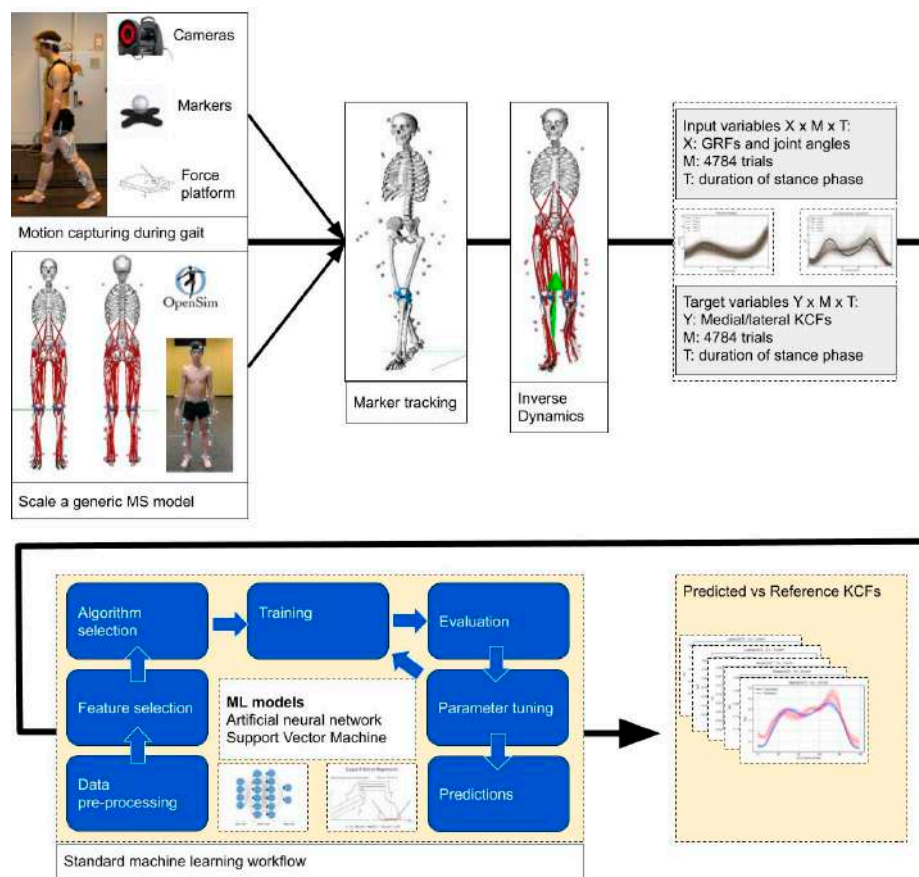 Cameras
Markers
Force
platform
Motion capturing during gait
OpenSim
Scale a generic MS model
Marker tracking
Inverse
Dynamics
Input variables X x M x T:
X: GRFs and joint angles
M: 4784 trials
T: duration of stance phase
Target variables Y x M x T:
Y: Medial/lateral KCFs
M: 4784 trials
T: duration of stance phase
Algorithm
selection
Training
Evaluation
Feature selection
ML models
Artificial neural network
Support Vector Machine
Parameter tuning
Data
pre-processing
Predictions
Standard machine learning workflow
Predicted vs Reference KCFs